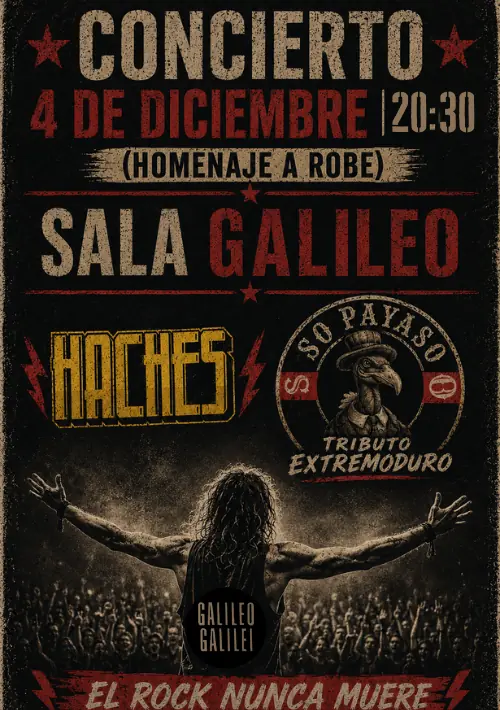 CONCIERTO
4 DE DICIEMBRE | 20:30
(HOMENAJE A ROBE)
SALA GALILEO
HACHES
SO PAYASO
S O
TRIBUTO
EXTREMODURO
GALILEO
GALILEI
EL ROCK NUNCA MUERE